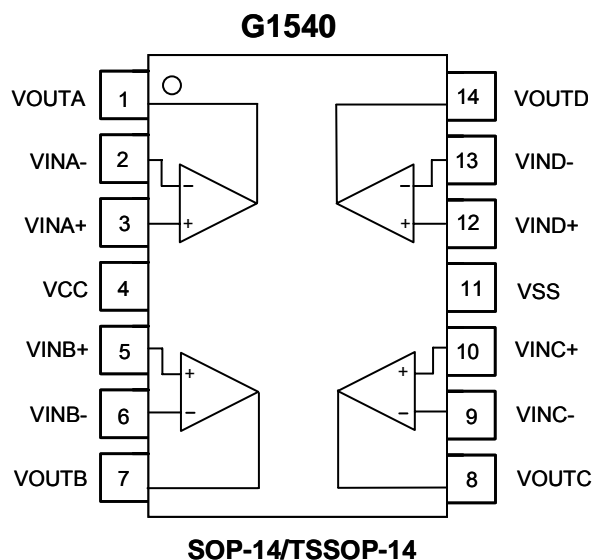 G1540
VOUTA 1 14 VOUTD
VINA- 2 - - 13 VIND-
VINA+ 3 + + 12 VIND+
VCC 4 11 VSS
VINB+ 5 + + 10 VINC+
VINB- 6 - - 9 VINC-
VOUTB 7 8 VOUTC
SOP-14/TSSOP-14